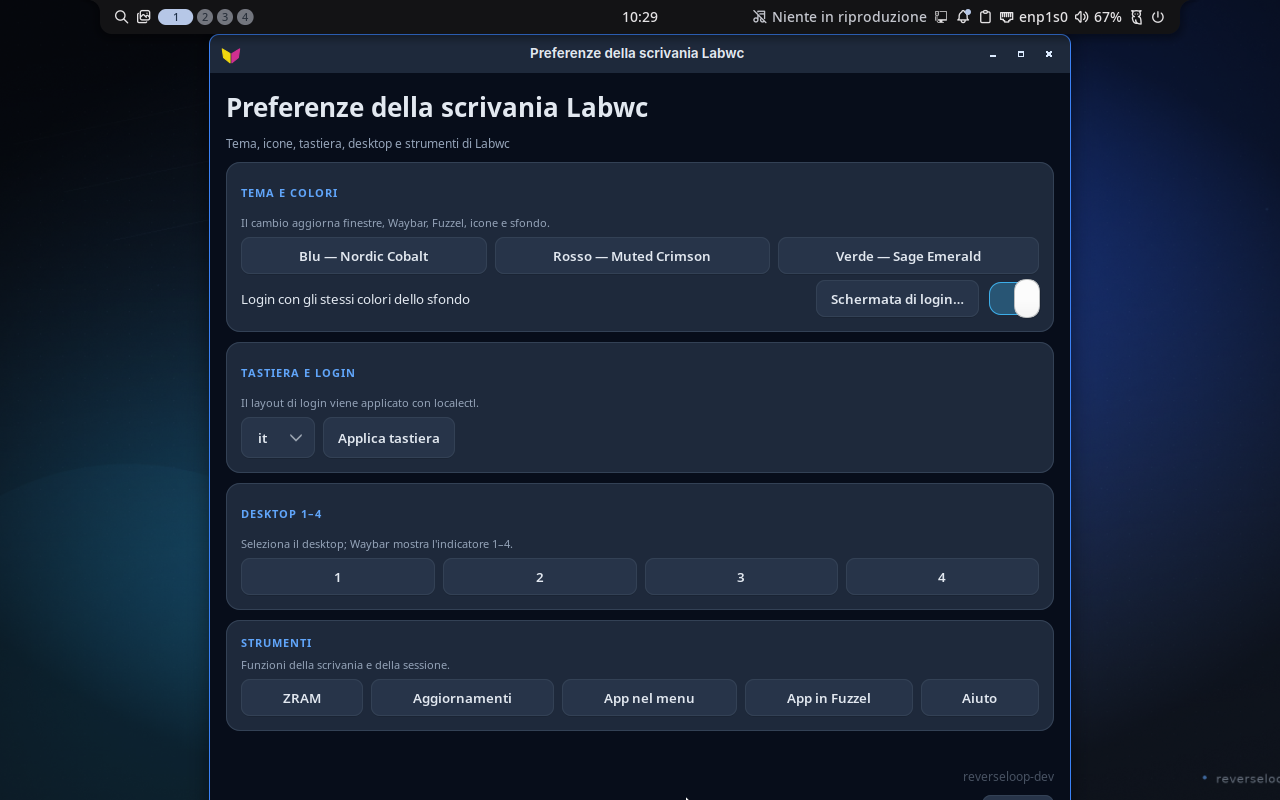 1 2 3 4 10:29 Niente in riproduzione enp1s0 67%
Preferenze della scrivania Labwc
Preferenze della scrivania Labwc
Tema, icone, tastiera, desktop e strumenti di Labwc
TEMA E COLORI
Il cambio aggiorna finestre, Waybar, Fuzzel, icone e sfondo.
Blu — Nordic Cobalt Rosso — Muted Crimson Verde — Sage Emerald
Login con gli stessi colori dello sfondo Schermata di login...
TASTIERA E LOGIN
Il layout di login viene applicato con localectl.
it Applica tastiera
DESKTOP 1–4
Seleziona il desktop; Waybar mostra l'indicatore 1–4.
1 2 3 4
STRUMENTI
Funzioni della scrivania e della sessione.
ZRAM Aggiornamenti App nel menu App in Fuzzel Aiuto
reverseloop-dev